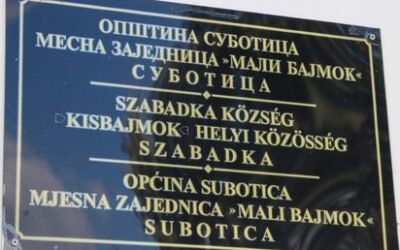 ОПШТИНА СУБОТИЦА
МЕСНА ЗАЈЕДНИЦА »МАЛИ БАЈМОК«
СУБОТИЦА
SZABADKA KÖZSÉG
»KISBAJMOK« HELYI KÖZÖSSÉG
SZABADKA
OPĆINA SUBOTICA
MJESNA ZAJEDNICA »MALI BAJMOK«
SUBOTICA